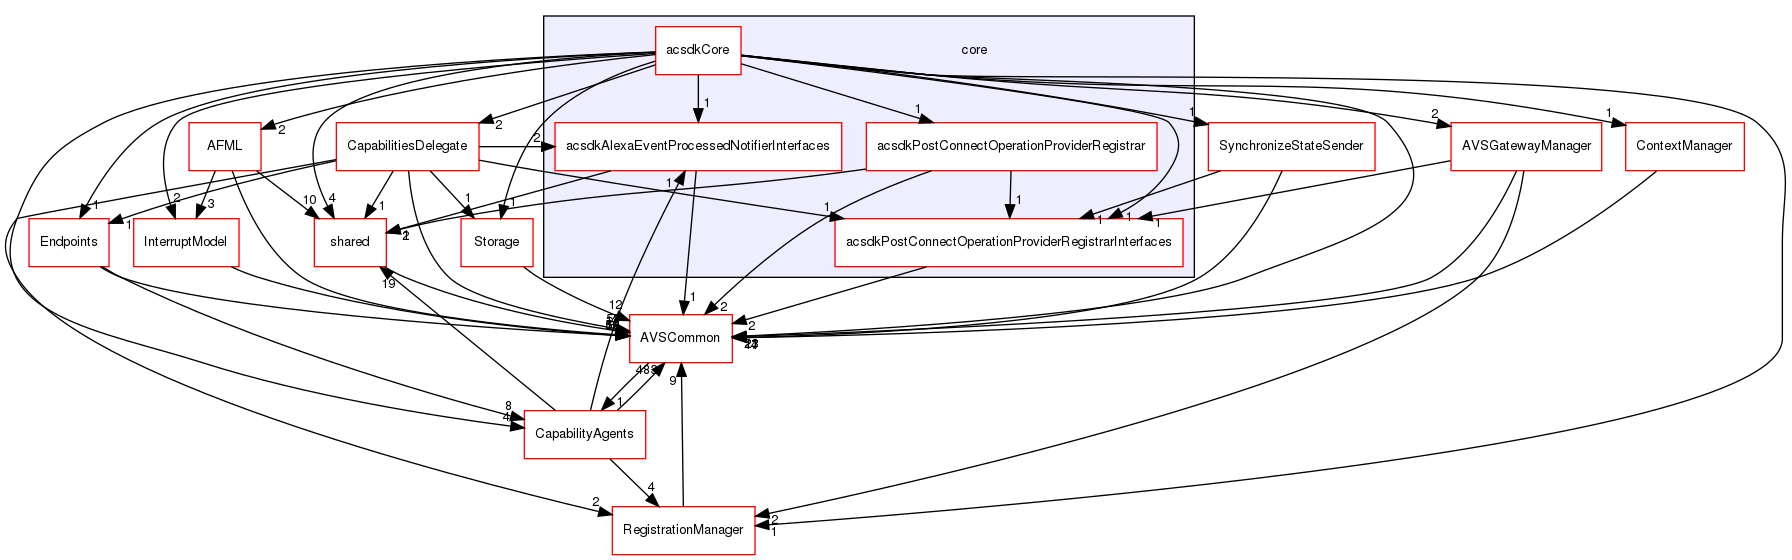 acsdkCore
core
1
1
1
2
1
2
2
2
AFML
CapabilitiesDelegate
acsdkAlexaEventProcessedNotifierInterfaces
acsdkPostConnectOperationProviderRegistrar
SynchronizeStateSender
AVSGatewayManager
ContextManager
1
2
3
10
4
1
1
1
1
1
1
1
1
1
1
Endpoints
InterruptModel
shared
Storage
acsdkPostConnectOperationProviderRegistrarInterfaces
19
12
1
2
2
AVSCommon
9
1
8
4
CapabilityAgents
4
2
2
1
RegistrationManager